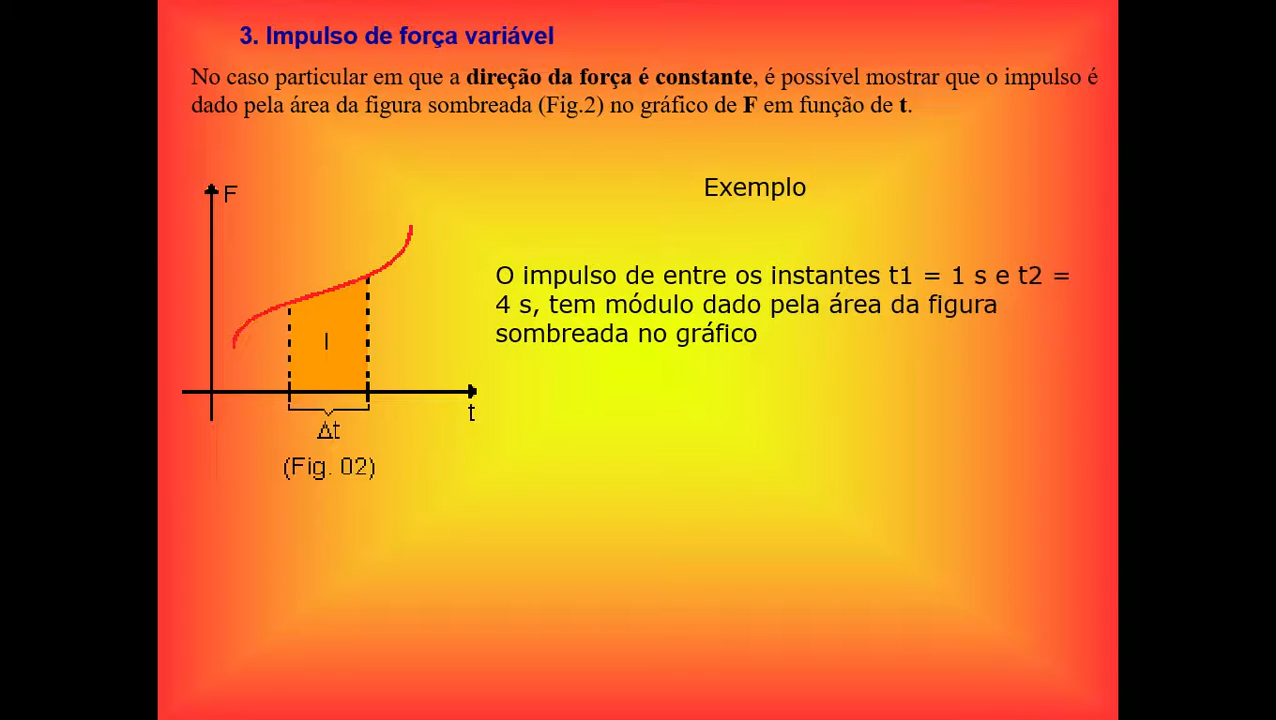 3. Impulso de força variável
No caso particular em que a direção da força é constante, é possível mostrar que o impulso é
dado pela área da figura sombreada (Fig.2) no gráfico de F em função de t.
Exemplo
F
O impulso de entre os instantes t1 = 1 s e t2 =
4 s, tem módulo dado pela área da figura
sombreada no gráfico
I
t
Δt
(Fig. 02)